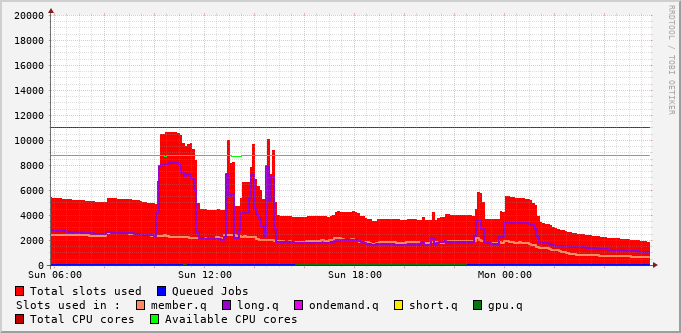 20000
18000
16000
14000
12000
10000
8000
6000
4000
2000
0
Sun 06:00 Sun 12:00 Sun 18:00 Mon 00:00
RRDTOOL / TOBI OETIKER
Total slots used Queued Jobs
Slots used in : member.q long.q ondemand.q short.q gpu.q
Total CPU cores Available CPU cores